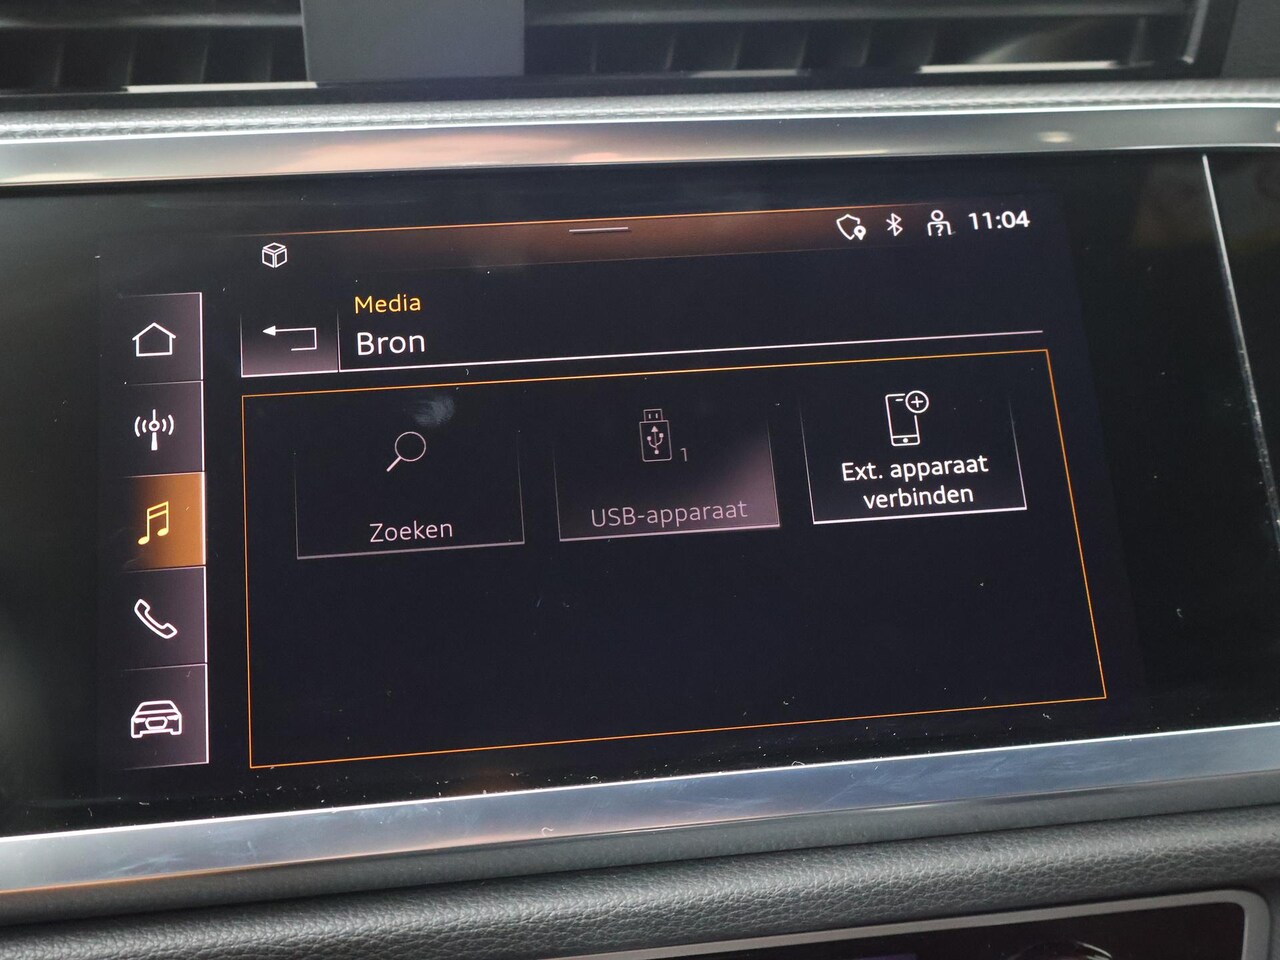 11:04
Media
Bron
Zoeken
1
USB-apparaat
Ext. apparaat
verbinden